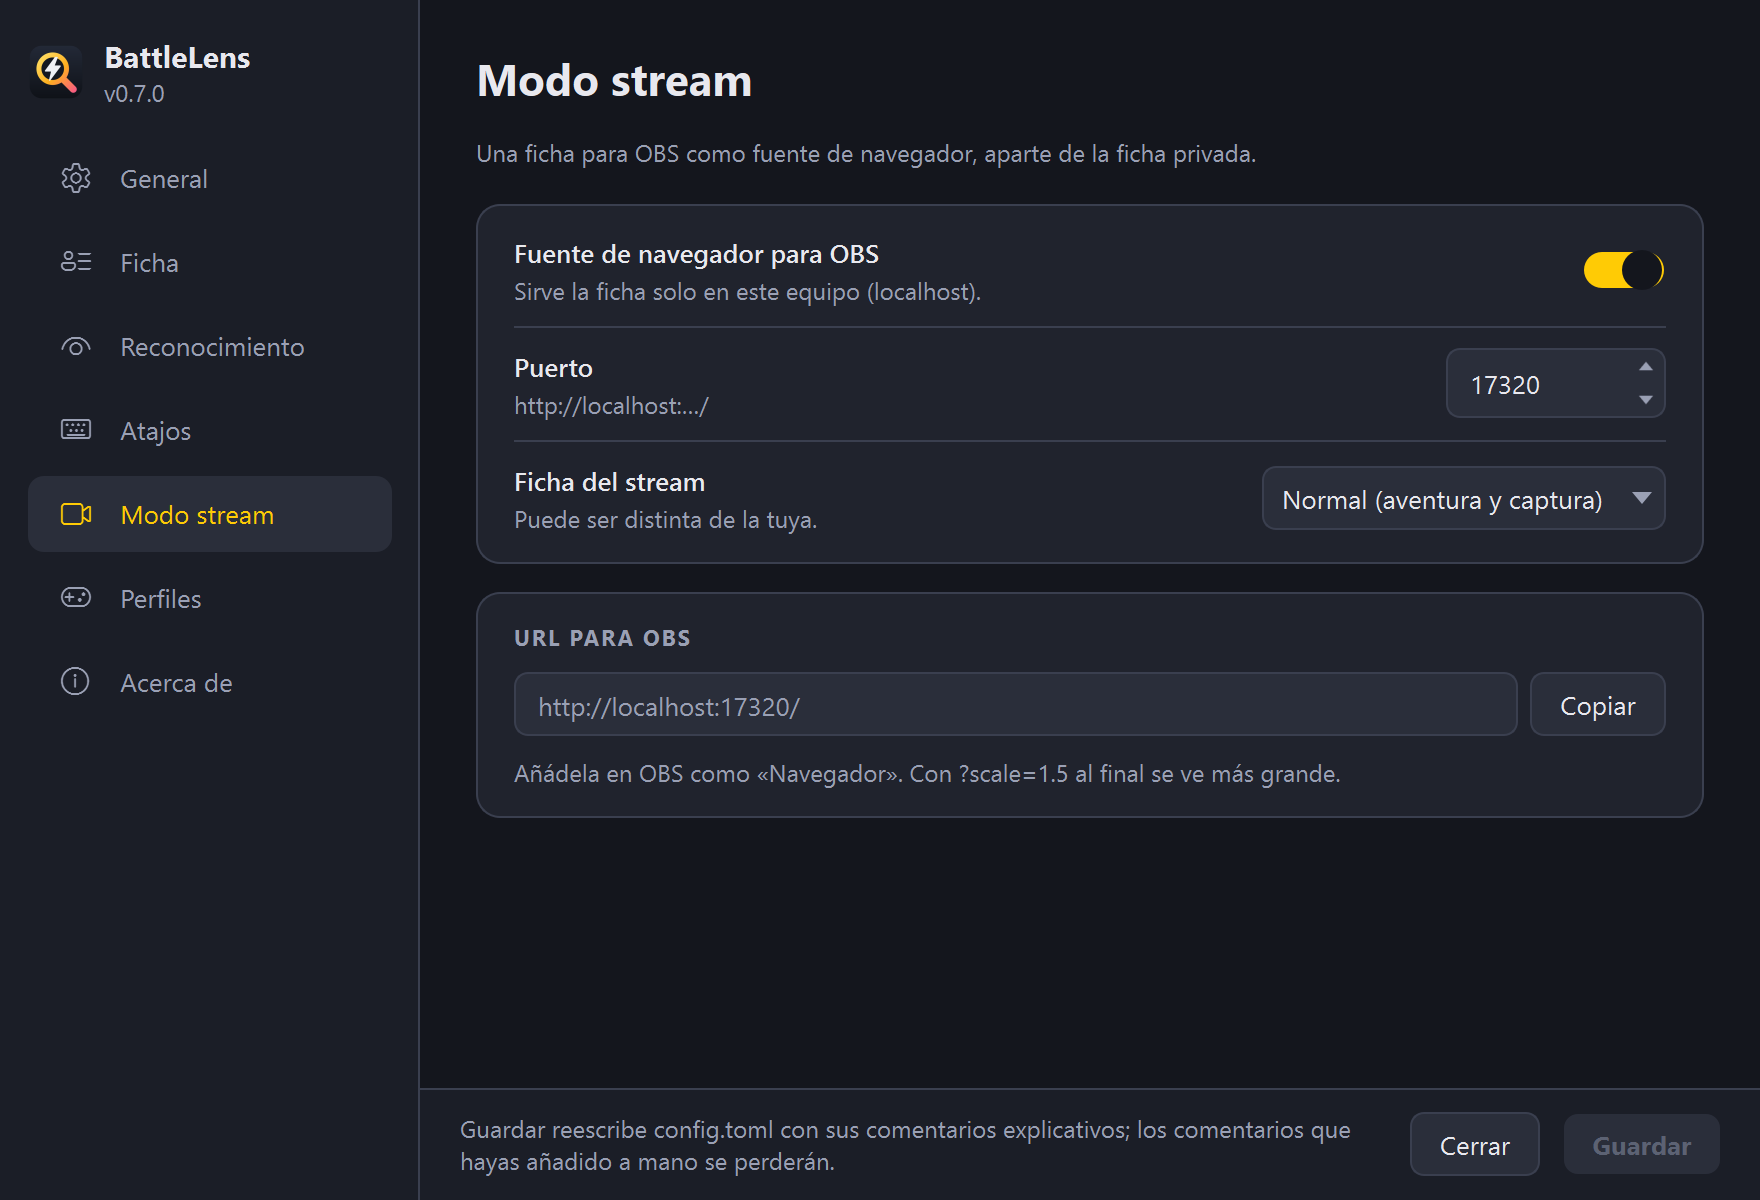 BattleLens
v0.7.0
General
Ficha
Reconocimiento
Atajos
Modo stream
Perfiles
Acerca de
Modo stream
Una ficha para OBS como fuente de navegador, aparte de la ficha privada.
Fuente de navegador para OBS
Sirve la ficha solo en este equipo (localhost).
Puerto
http://localhost:.../
17320
Ficha del stream
Puede ser distinta de la tuya.
Normal (aventura y captura)
URL PARA OBS
http://localhost:17320/
Copiar
Añádela en OBS como «Navegador». Con ?scale=1.5 al final se ve más grande.
Guardar reescribe config.toml con sus comentarios explicativos; los comentarios que
hayas añadido a mano se perderán.
Cerrar
Guardar